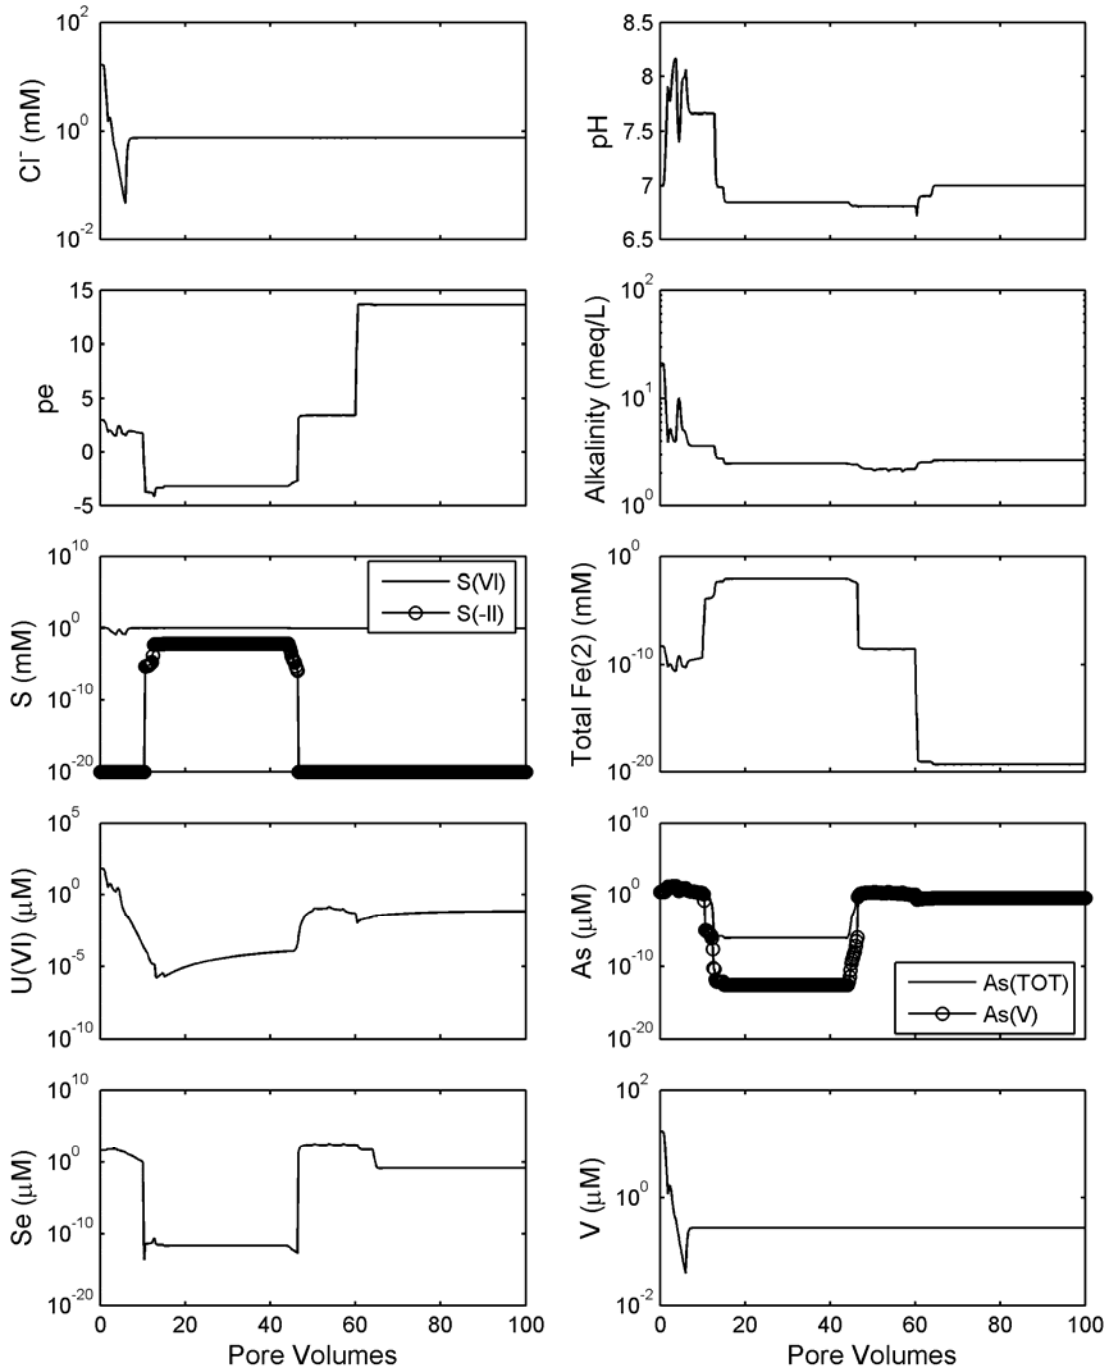 10^2
10^0
10^-2
Cl^- (mM)
8.5
8
7.5
7
6.5
pH
15
10
5
0
-5
pe
10^2
10^1
10^0
Alkalinity (meq/L)
10^10
10^0
10^-10
10^-20
S (mM)
S(VI)
S(-II)
10^0
10^-10
10^-20
Total Fe(2) (mM)
10^5
10^0
10^-5
10^-10
U(VI) (μM)
10^10
10^0
10^-10
10^-20
As (μM)
As(TOT)
As(V)
10^10
10^0
10^-10
10^-20
Se (μM)
0 20 40 60 80 100
Pore Volumes
10^2
10^0
10^-2
V (μM)
0 20 40 60 80 100
Pore Volumes